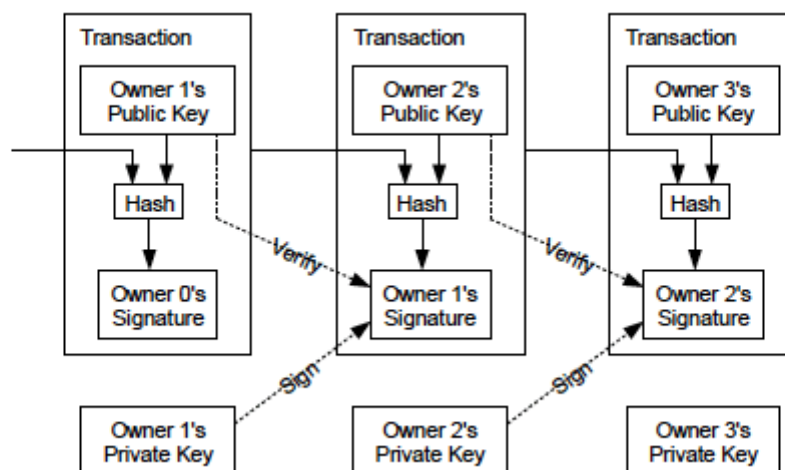 Transaction
Transaction
Transaction
Owner 1's
Public Key
Owner 2's
Public Key
Owner 3's
Public Key
Hash
Hash
Hash
Verify
Verify
Owner 0's
Signature
Owner 1's
Signature
Owner 2's
Signature
Sign
Sign
Owner 1's
Private Key
Owner 2's
Private Key
Owner 3's
Private Key